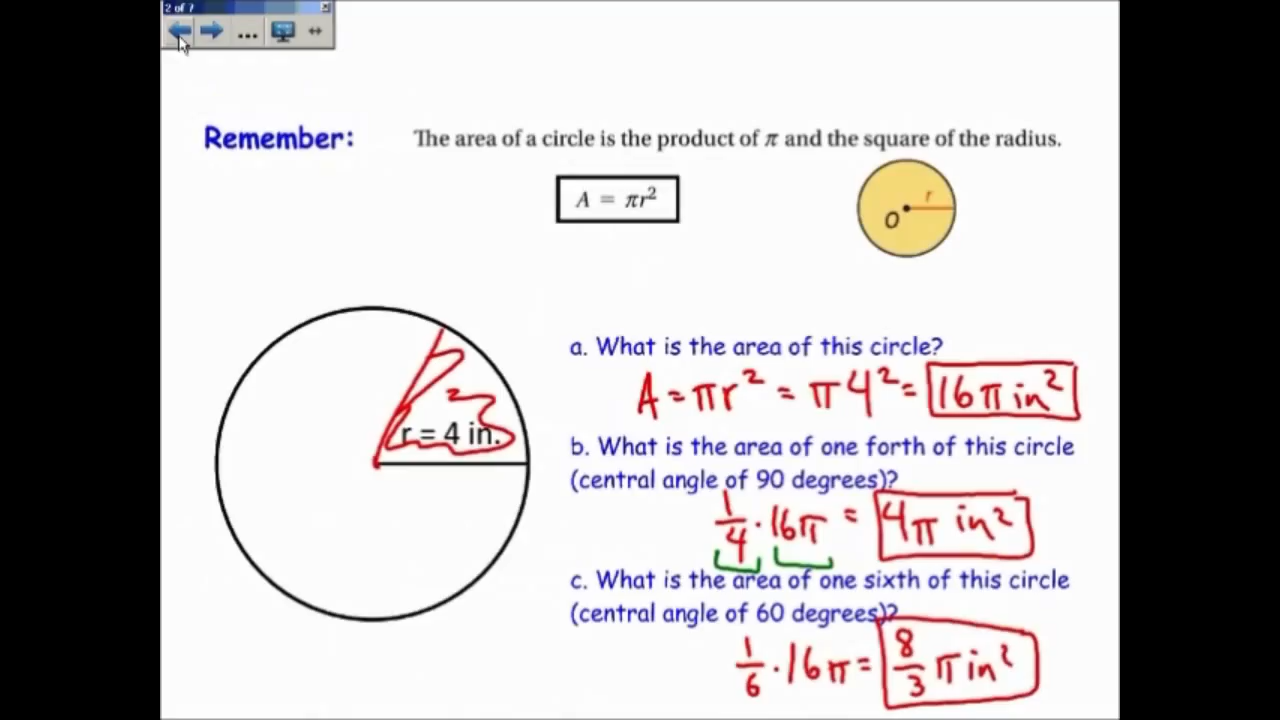 2 of 7
...
Remember: The area of a circle is the product of π and the square of the radius.
A = πr²
r
O
a. What is the area of this circle?
A = πr² = π4² = 16π in²
r = 4 in.
b. What is the area of one forth of this circle
(central angle of 90 degrees)?
1/4 · 16π = 4π in²
c. What is the area of one sixth of this circle
(central angle of 60 degrees)?
1/6 · 16π = 8/3 π in²